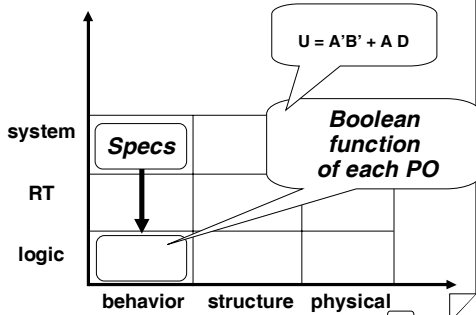 U = A'B' + A D
Boolean
function
of each PO
system
Specs
RT
logic
behavior structure physical